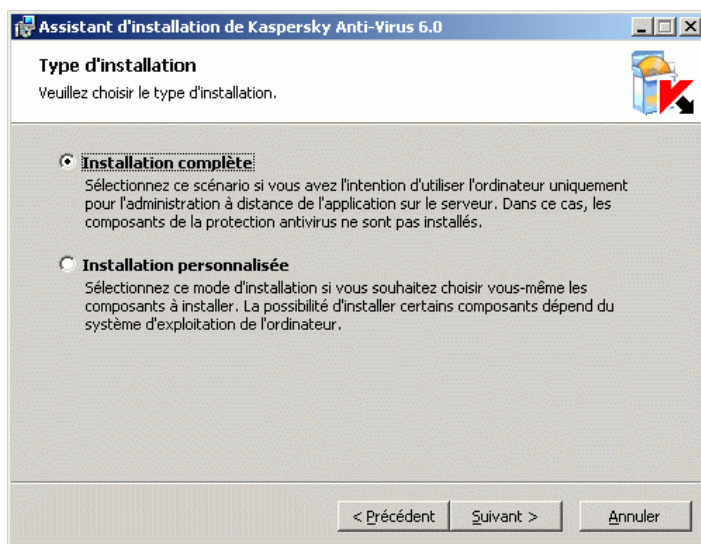 Assistant d'installation de Kaspersky Anti-Virus 6.0
Type d'installation
Veuillez choisir le type d'installation.
Installation complète
Sélectionnez ce scénario si vous avez l'intention d'utiliser l'ordinateur uniquement
pour l'administration à distance de l'application sur le serveur. Dans ce cas, les
composants de la protection antivirus ne sont pas installés.
Installation personnalisée
Sélectionnez ce mode d'installation si vous souhaitez choisir vous-même les
composants à installer. La possibilité d'installer certains composants dépend du
système d'exploitation de l'ordinateur.
< Précédent
Suivant >
Annuler